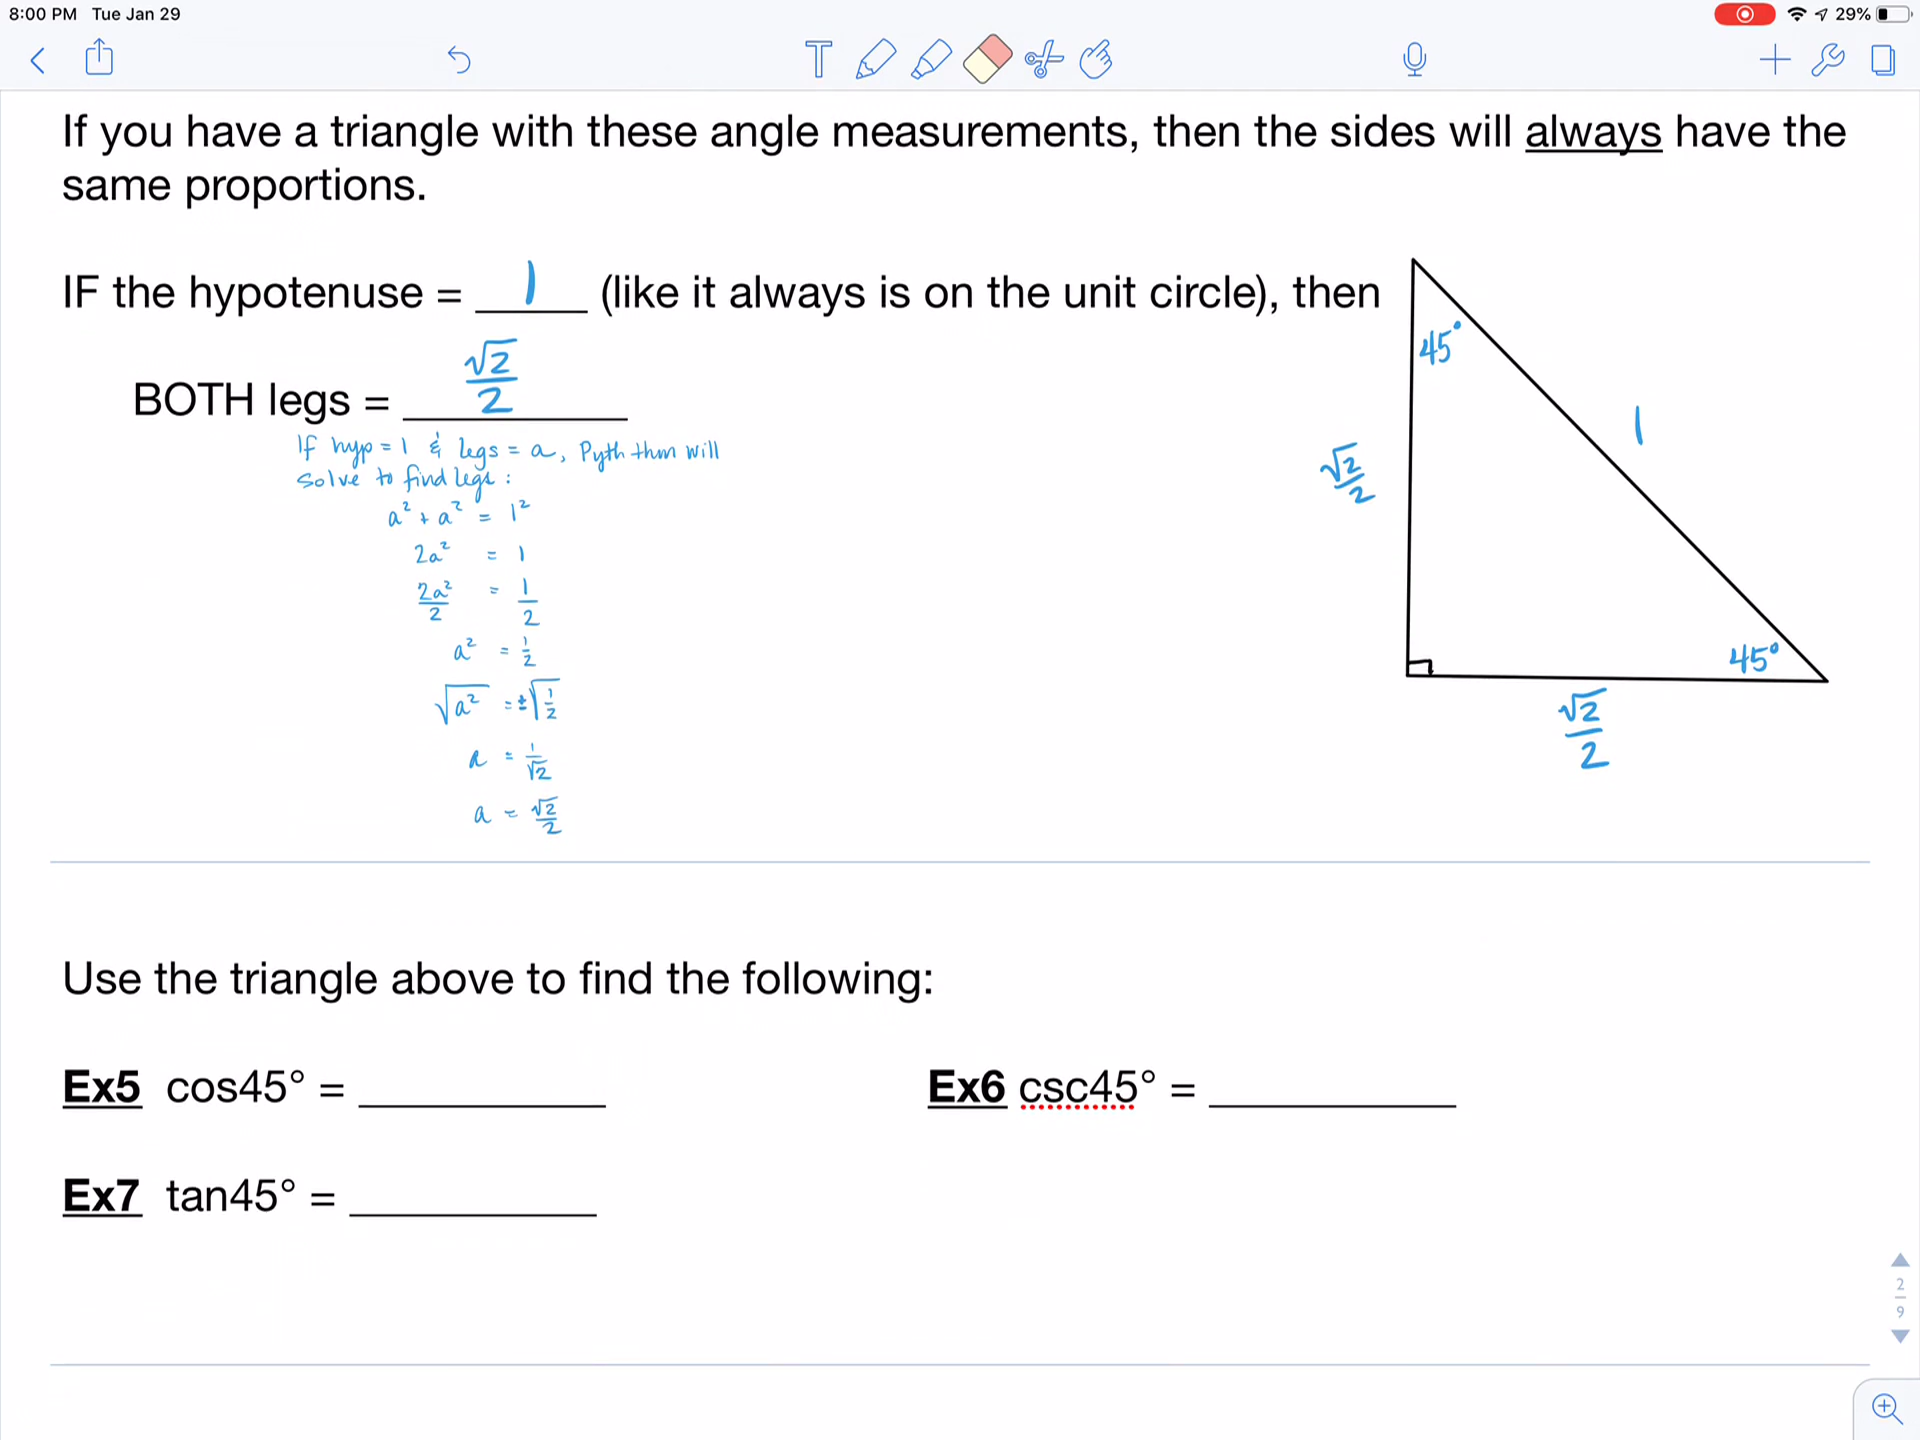 8:00 PM Tue Jan 29
29%
If you have a triangle with these angle measurements, then the sides will always have the
same proportions.
IF the hypotenuse = 1 (like it always is on the unit circle), then
BOTH legs = √2/2
If hyp = 1 & legs = a, Pyth thm will
solve to find legs:
a² + a² = 1²
2a² = 1
2a²/2 = 1/2
a² = 1/2
√a² = ±√1/2
a = 1/√2
a = √2/2
45°
1
√2/2
45°
√2/2
Use the triangle above to find the following:
Ex5 cos45° = __________
Ex6 csc45° = __________
Ex7 tan45° = __________
2
9